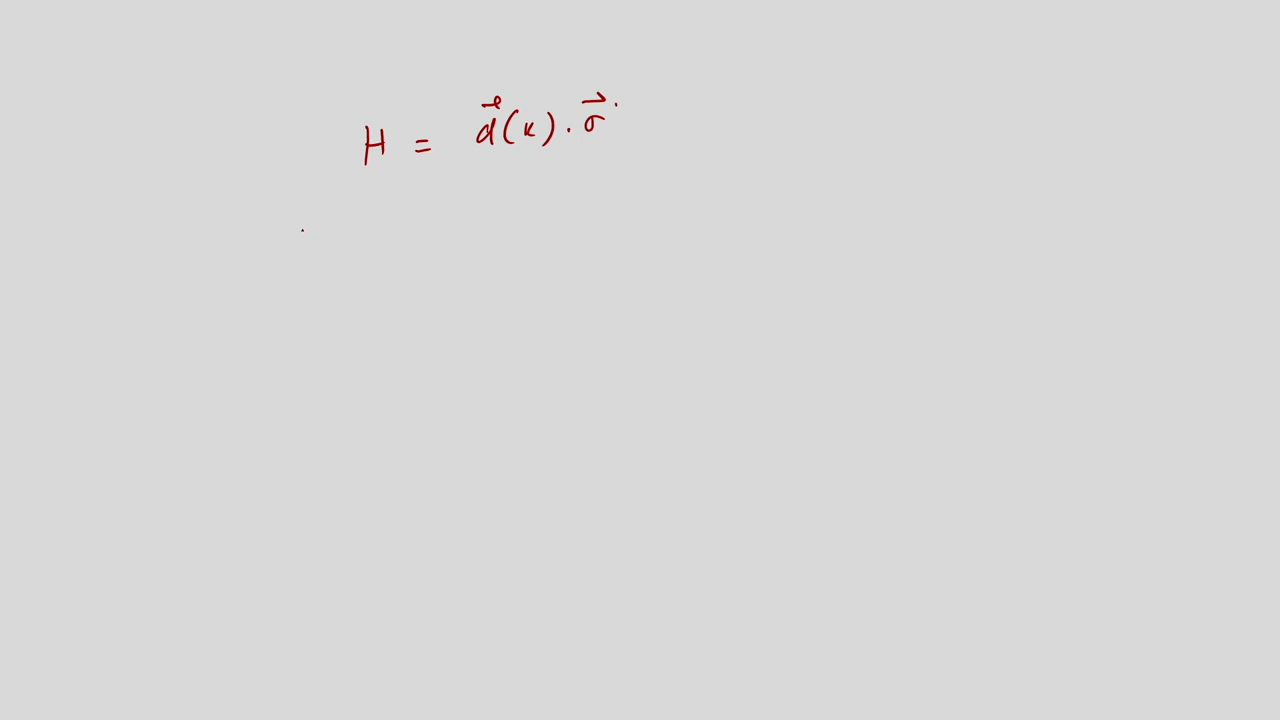 H = d⃗(k) · σ⃗